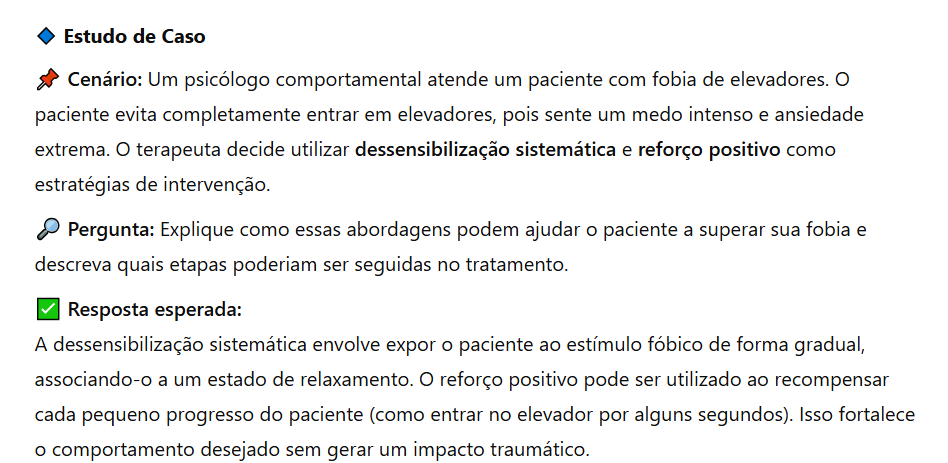 🔷 Estudo de Caso
📌 Cenário: Um psicólogo comportamental atende um paciente com fobia de elevadores. O
paciente evita completamente entrar em elevadores, pois sente um medo intenso e ansiedade
extrema. O terapeuta decide utilizar dessensibilização sistemática e reforço positivo como
estratégias de intervenção.
🔎 Pergunta: Explique como essas abordagens podem ajudar o paciente a superar sua fobia e
descreva quais etapas poderiam ser seguidas no tratamento.
✅ Resposta esperada:
A dessensibilização sistemática envolve expor o paciente ao estímulo fóbico de forma gradual,
associando-o a um estado de relaxamento. O reforço positivo pode ser utilizado ao recompensar
cada pequeno progresso do paciente (como entrar no elevador por alguns segundos). Isso fortalece
o comportamento desejado sem gerar um impacto traumático.